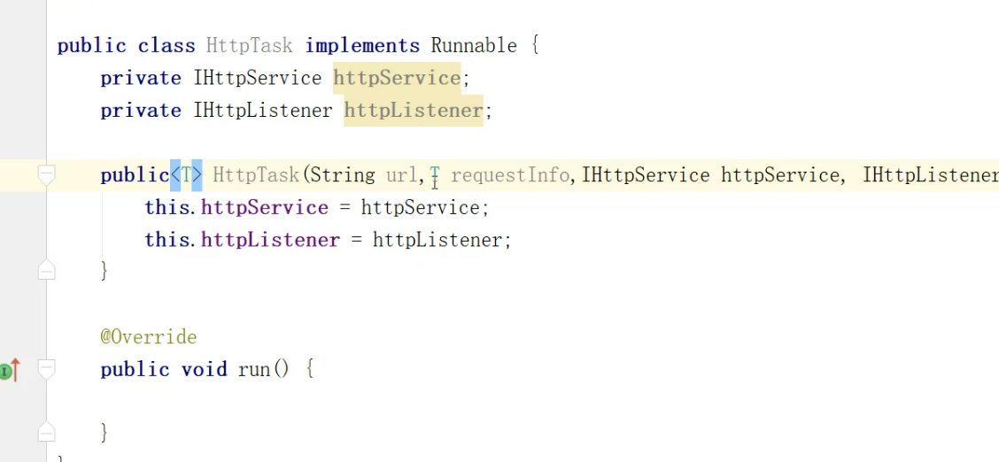 public class HttpTask implements Runnable {
private IHttpService httpService;
private IHttpListener httpListener;
public<T> HttpTask(String url,T requestInfo,IHttpService httpService, IHttpListener
this.httpService = httpService;
this.httpListener = httpListener;
}
@Override
public void run() {
}